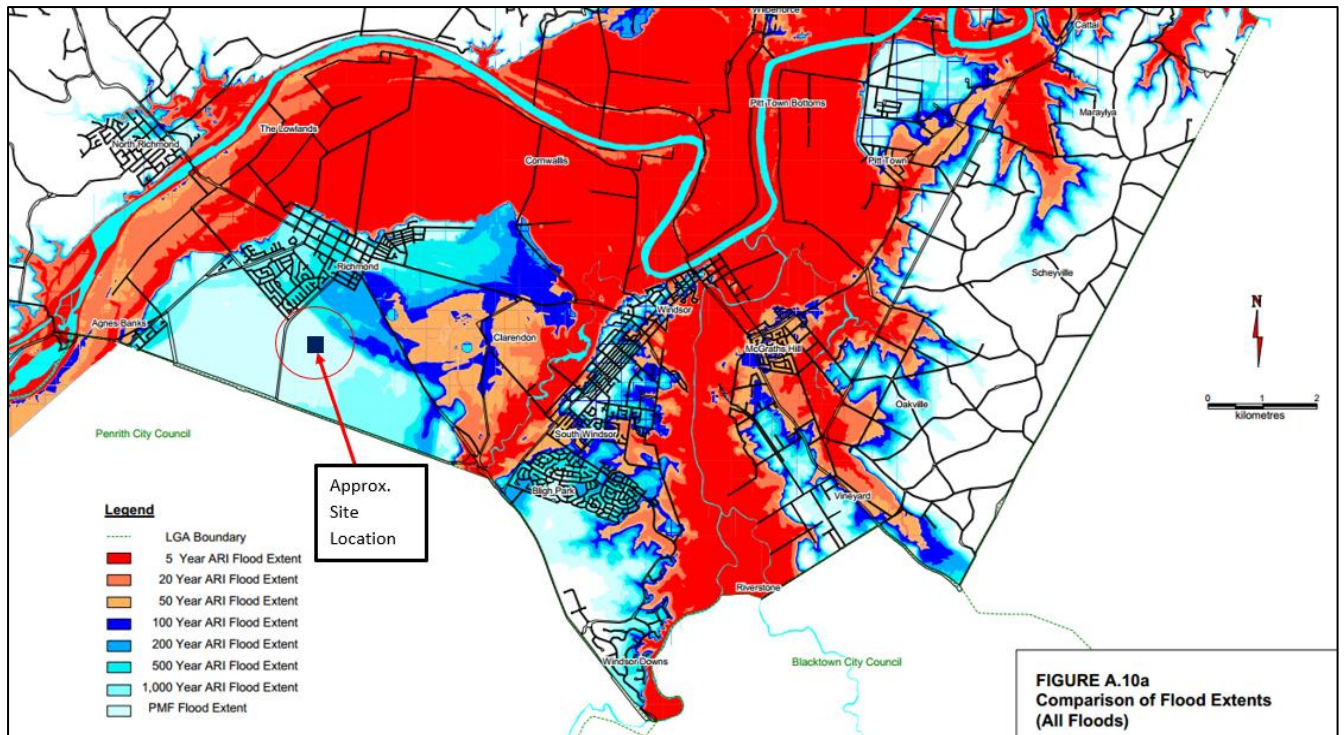 Wilberforce
Cattai
Pitt Town Bottoms
The Lowlands
Maraylya
North Richmond
Cornwallis
Pitt Town
Richmond
Scheyville
N
Agnes Banks
Windsor
Clarendon
McGraths Hill
Oakville
0 1 2
kilometres
Penrith City Council
South Windsor
Bligh Park
Vineyard
Approx.
Site
Location
Legend
LGA Boundary
5 Year ARI Flood Extent
20 Year ARI Flood Extent
50 Year ARI Flood Extent
100 Year ARI Flood Extent
200 Year ARI Flood Extent
500 Year ARI Flood Extent
1,000 Year ARI Flood Extent
PMF Flood Extent
Riverstone
Windsor Downs
Blacktown City Council
FIGURE A.10a
Comparison of Flood Extents
(All Floods)